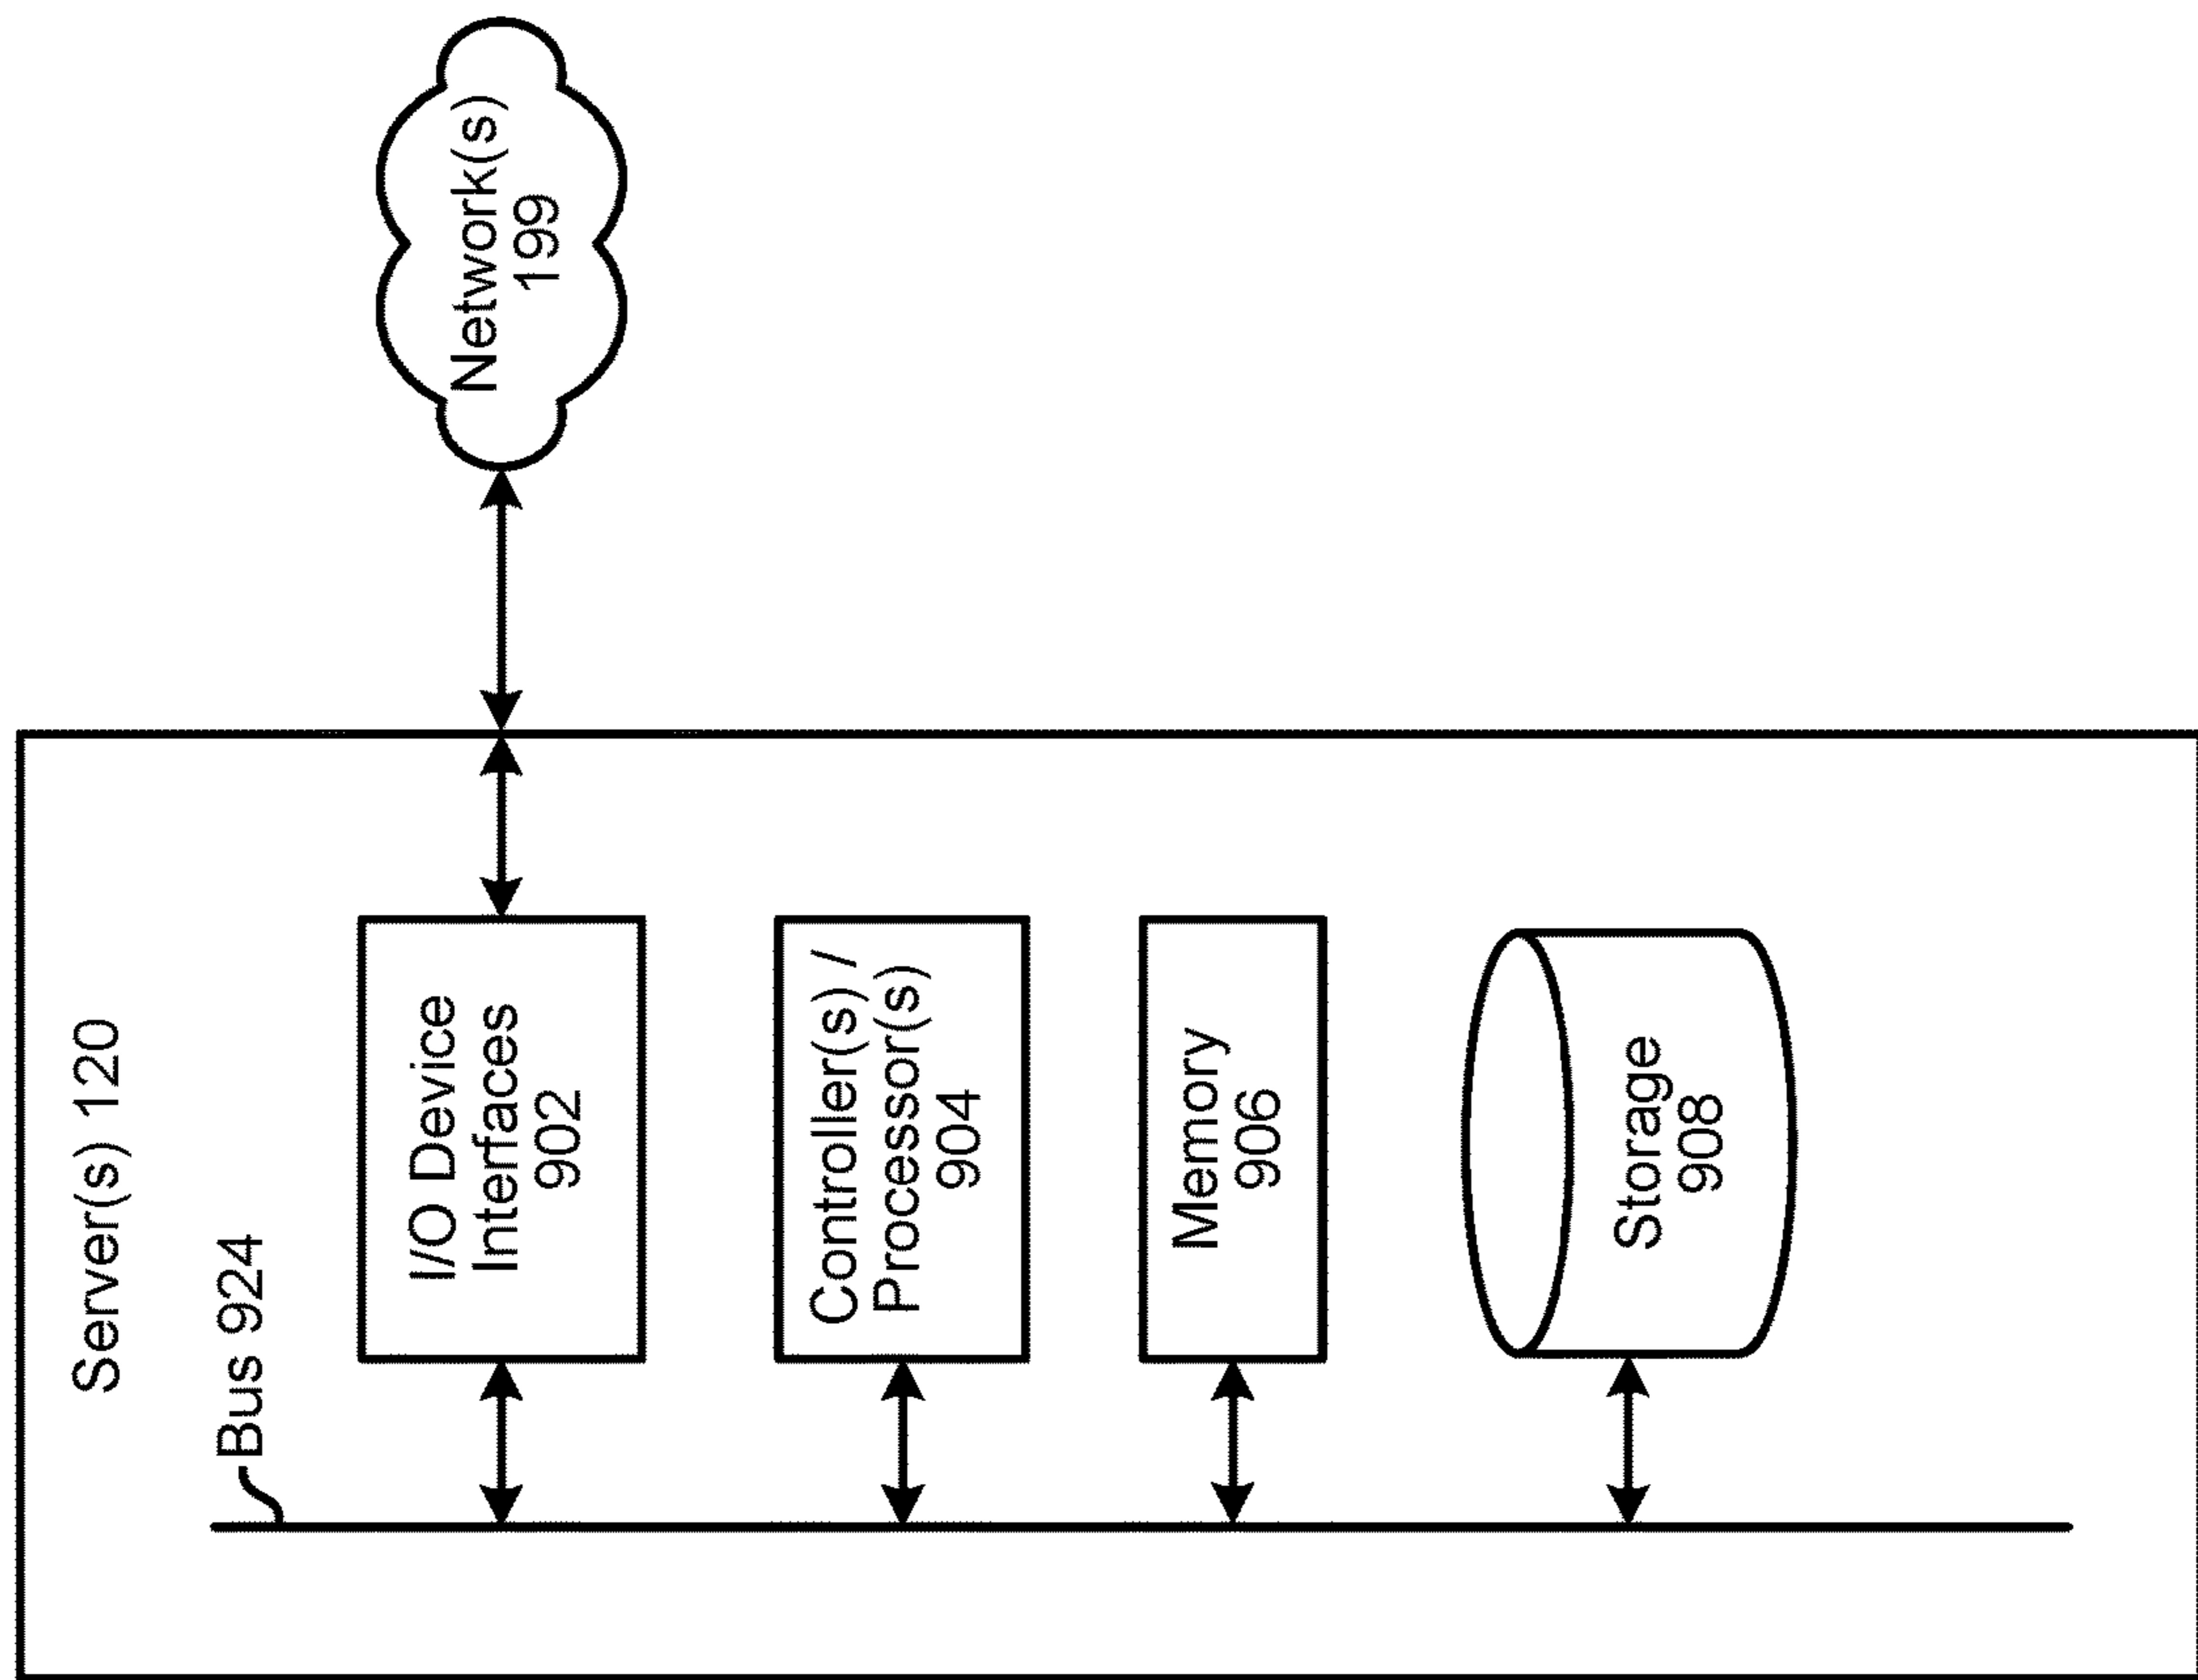 Server(s) 120
Bus 924
I/O Device
Interfaces
902
Network(s)
199
Controller(s) /
Processor(s)
904
Memory
906
Storage
908